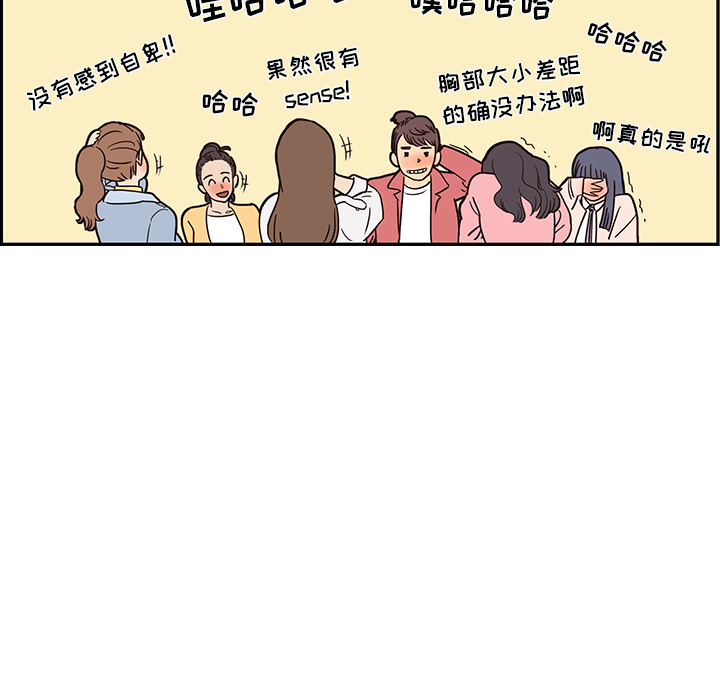 哇哈哈
噗哈哈哈
哈哈哈
没有感到自卑!!
果然很有
sense!
哈哈
胸部大小差距
的确没办法啊
啊真的是吼